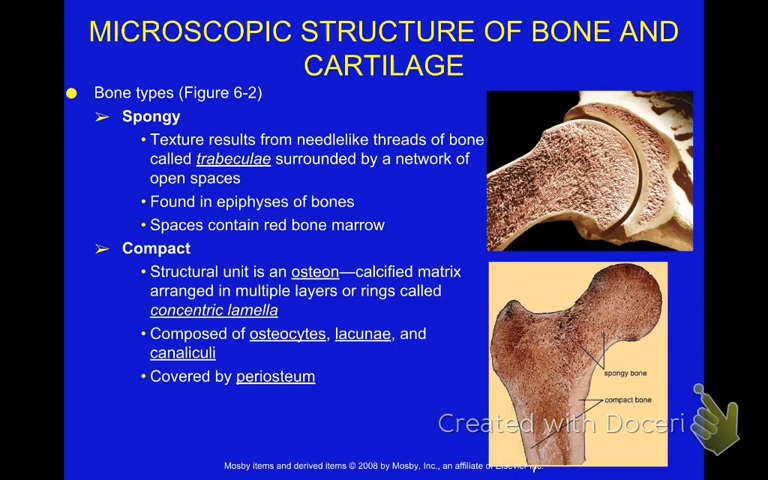 MICROSCOPIC STRUCTURE OF BONE AND
CARTILAGE
Bone types (Figure 6-2)
Spongy
• Texture results from needlelike threads of bone
called trabeculae surrounded by a network of
open spaces
• Found in epiphyses of bones
• Spaces contain red bone marrow
Compact
• Structural unit is an osteon—calcified matrix
arranged in multiple layers or rings called
concentric lamella
• Composed of osteocytes, lacunae, and
canaliculi
• Covered by periosteum
spongy bone
compact bone
Created with Doceri
Mosby items and derived items © 2008 by Mosby, Inc., an affiliate of Elsevier Inc.